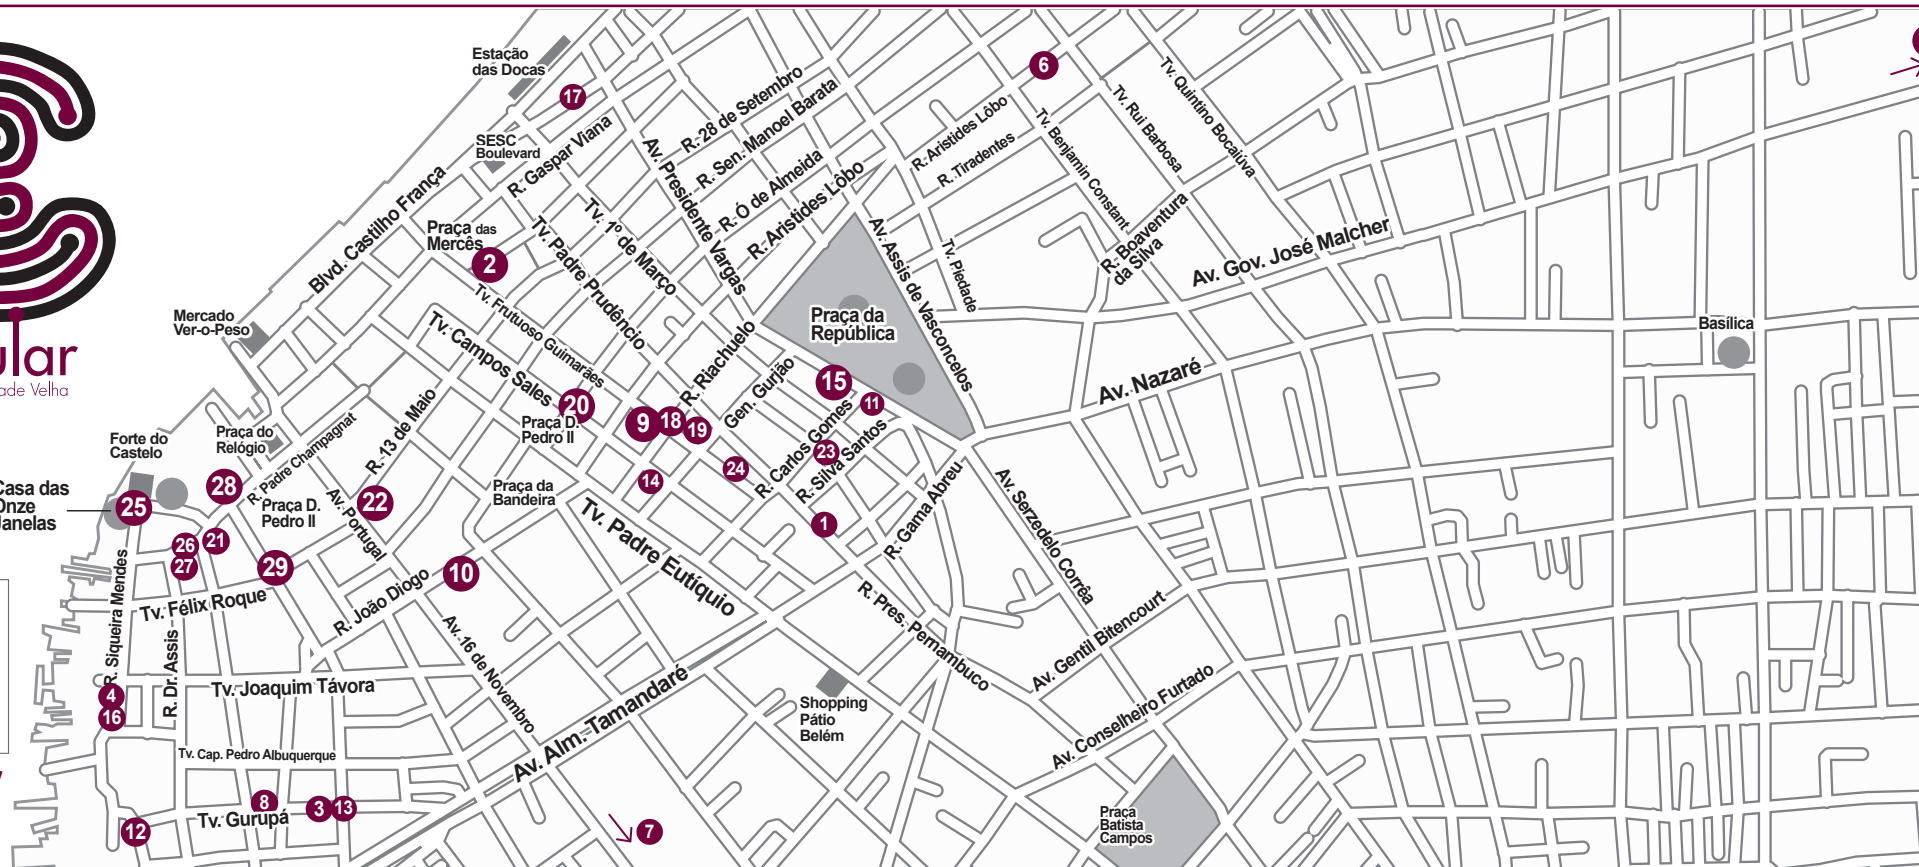 Estação
das Docas
17
6
SESC
Boulevard
R. Gaspar Viana
R. 28 de Setembro
R. Sen. Manoel Barata
R. Ó de Almeida
R. Aristides Lôbo
Av. Presidente Vargas
R. Aristides Lôbo
R. Tiradentes
Tv. Benjamin Constant
Tv. Rui Barbosa
Tv. Quintino Bocaiúva
Blvd. Castilho França
Praça das
Mercês
2
Tv. 1º de Março
Tv. Padre Prudêncio
Tv. Frutuoso Guimarães
Tv. Campos Sales
Av. Assis de Vasconcelos
Tv. Piedade
R. Boaventura
da Silva
Av. Gov. José Malcher
Mercado
Ver-o-Peso
Praça da
República
Basílica
R. Riachuelo
Gen. Gurjão
Av. Nazaré
ular
ade Velha
15
11
20
Praça D.
Pedro II
9
18
19
R. Carlos Gomes
R. Silva Santos
23
24
14
1
R. 13 de Maio
Praça do
Relógio
R. Padre Champagnat
Forte do
Castelo
Casa das
Onze
Janelas
25
28
Praça D.
Pedro II
Av. Portugal
22
Praça da
Bandeira
26
21
27
29
10
Tv. Padre Eutíquio
R. Gama Abreu
Av. Serzedelo Corrêa
R. Siqueira Mendes
Tv. Félix Roque
R. João Diogo
R. Dr. Assis
Av. 16 de Novembro
R. Pres. Pernambuco
Av. Gentil Bitencourt
4
16
Tv. Joaquim Távora
Av. Alm. Tamandaré
Shopping
Pátio
Belém
Av. Conselheiro Furtado
Tv. Cap. Pedro Albuquerque
8
3
13
Tv. Gurupá
12
7
Praça
Batista
Campos